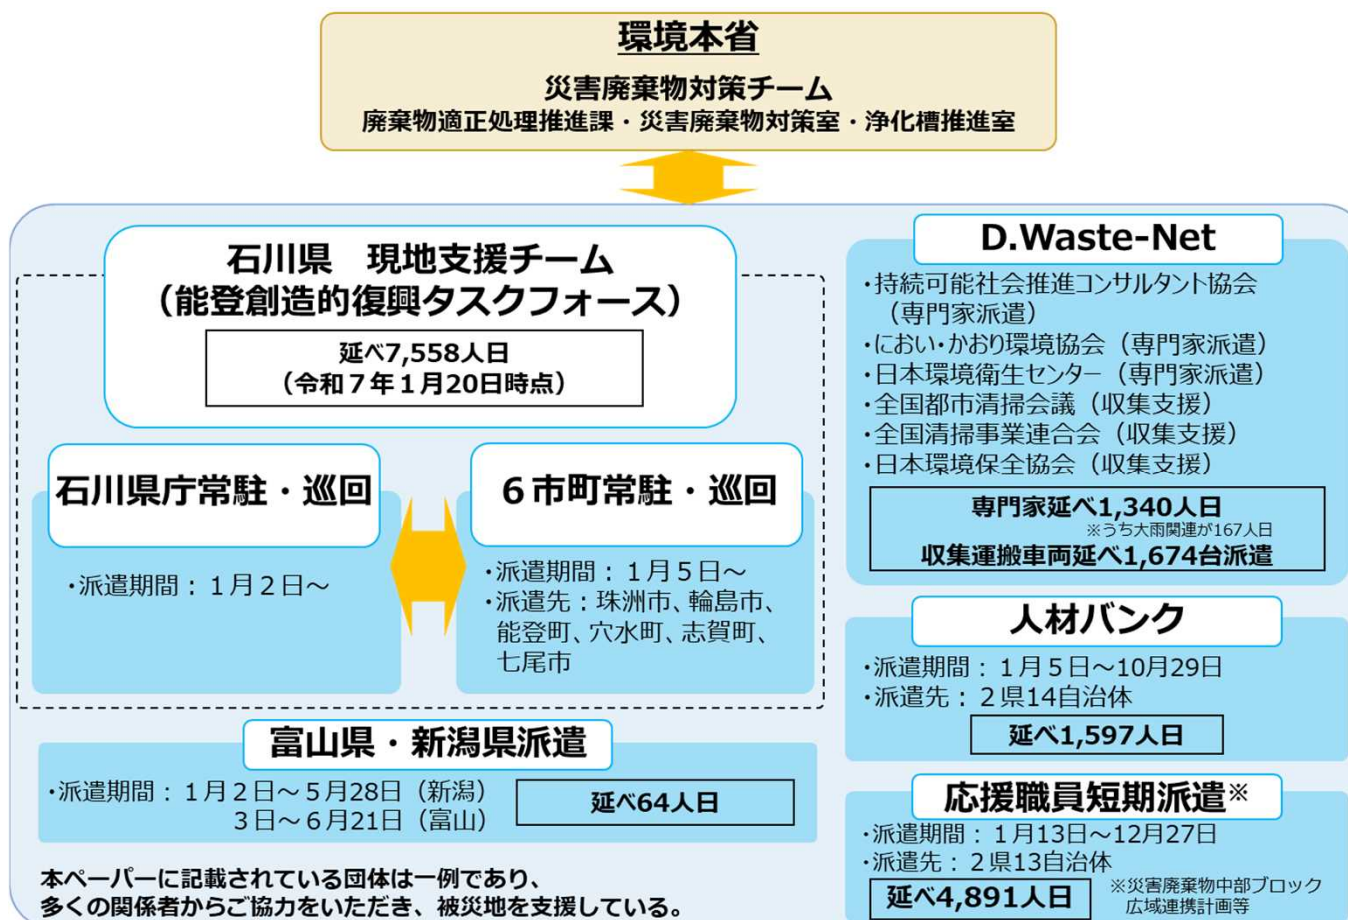 環境本省
災害廃棄物対策チーム
廃棄物適正処理推進課・災害廃棄物対策室・浄化槽推進室
石川県　現地支援チーム
（能登創造的復興タスクフォース）
延べ7,558人日
（令和７年１月20日時点）
石川県庁常駐・巡回
・派遣期間：１月２日～
６市町常駐・巡回
・派遣期間：１月５日～
・派遣先：珠洲市、輪島市、
能登町、穴水町、志賀町、
七尾市
富山県・新潟県派遣
・派遣期間：１月２日～５月28日（新潟）
３日～６月21日（富山）
延べ64人日
本ペーパーに記載されている団体は一例であり、
多くの関係者からご協力をいただき、被災地を支援している。
D.Waste-Net
・持続可能社会推進コンサルタント協会
（専門家派遣）
・におい・かおり環境協会（専門家派遣）
・日本環境衛生センター（専門家派遣）
・全国都市清掃会議（収集支援）
・全国清掃事業連合会（収集支援）
・日本環境保全協会（収集支援）
専門家延べ1,340人日
※うち大雨関連が167人日
収集運搬車両延べ1,674台派遣
人材バンク
・派遣期間：１月５日～10月29日
・派遣先：２県14自治体
延べ1,597人日
応援職員短期派遣※
・派遣期間：1月13日～12月27日
・派遣先：２県13自治体
延べ4,891人日
※災害廃棄物中部ブロック
広域連携計画等